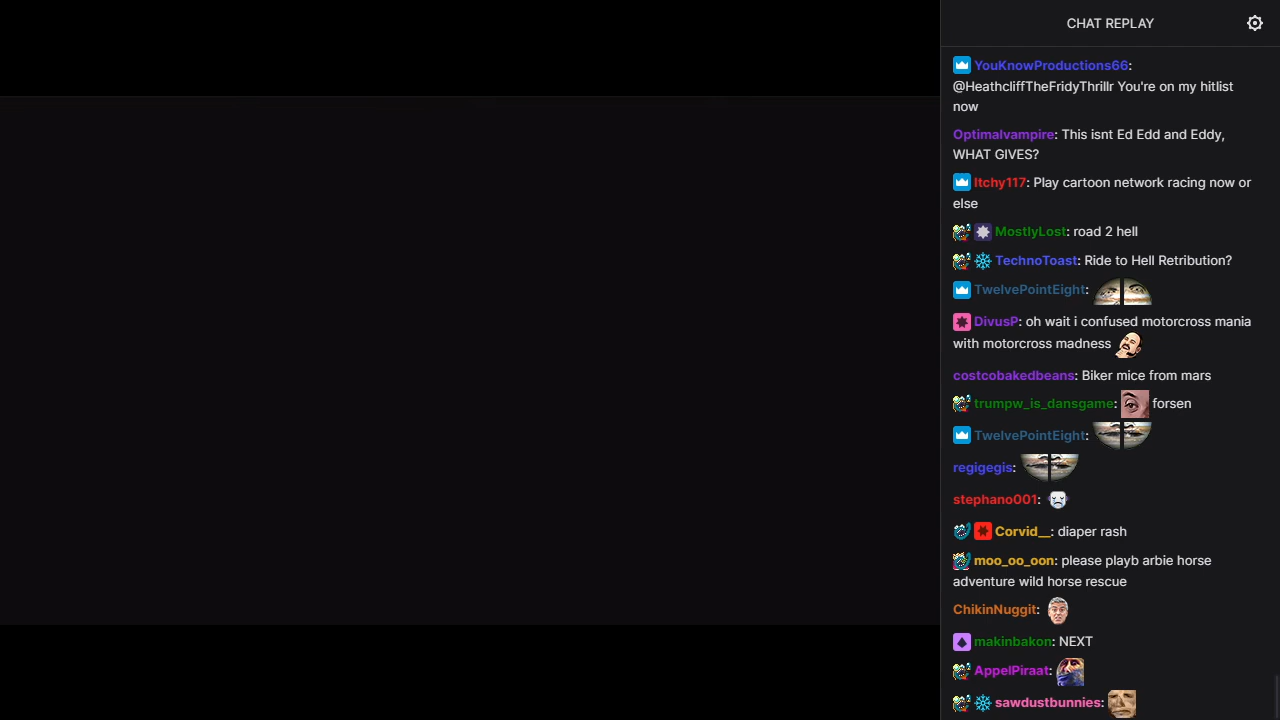 CHAT REPLAY
YouKnowProductions66:
@HeathcliffTheFridyThrillr You're on my hitlist
now
Optimalvampire: This isnt Ed Edd and Eddy,
WHAT GIVES?
Itchy117: Play cartoon network racing now or
else
MostlyLost: road 2 hell
TechnoToast: Ride to Hell Retribution?
TwelvePointEight:
DivusP: oh wait i confused motorcross mania
with motorcross madness
costcobakedbeans: Biker mice from mars
trumpw_is_dansgame: forsen
TwelvePointEight:
regigegis:
stephano001:
Corvid__: diaper rash
moo_oo_oon: please playb arbie horse
adventure wild horse rescue
ChikinNuggit:
makinbakon: NEXT
AppelPiraat:
sawdustbunnies: